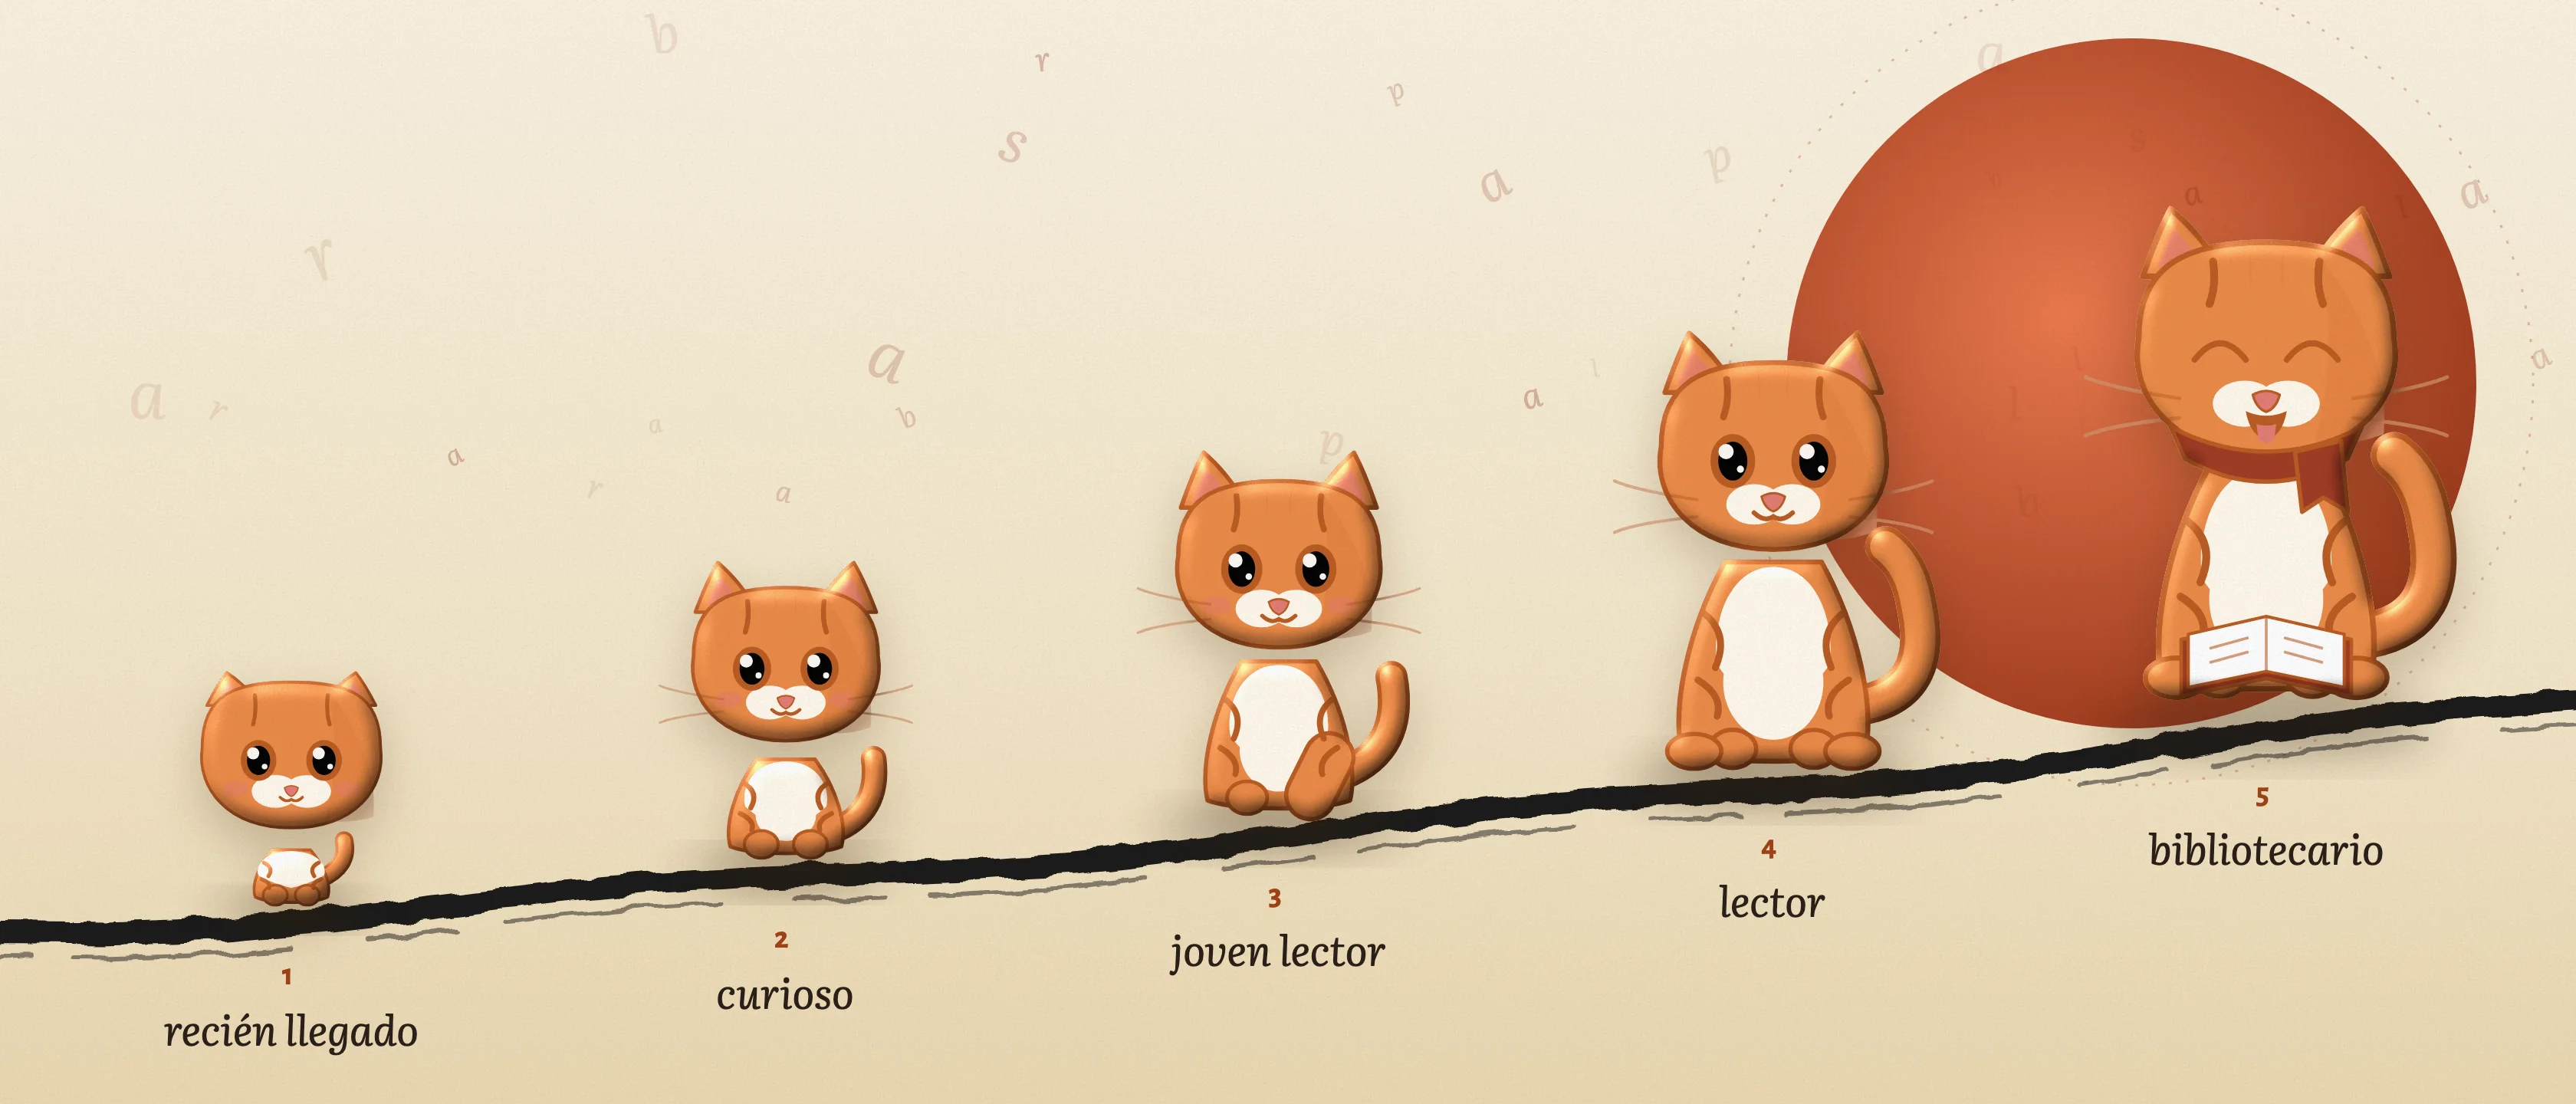 1
recién llegado
2
curioso
3
joven lector
4
lector
5
bibliotecario